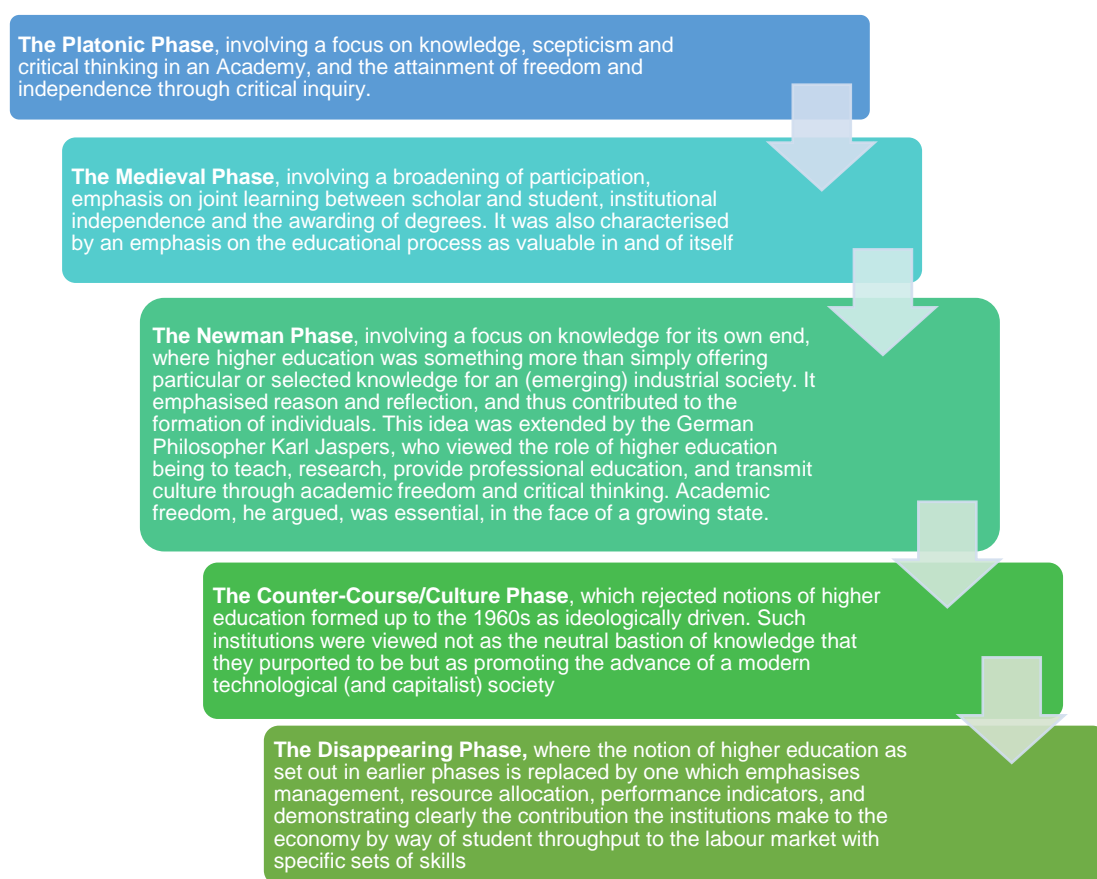 The Platonic Phase, involving a focus on knowledge, scepticism and
critical thinking in an Academy, and the attainment of freedom and
independence through critical inquiry.
The Medieval Phase, involving a broadening of participation,
emphasis on joint learning between scholar and student, institutional
independence and the awarding of degrees. It was also characterised
by an emphasis on the educational process as valuable in and of itself
The Newman Phase, involving a focus on knowledge for its own end,
where higher education was something more than simply offering
particular or selected knowledge for an (emerging) industrial society. It
emphasised reason and reflection, and thus contributed to the
formation of individuals. This idea was extended by the German
Philosopher Karl Jaspers, who viewed the role of higher education
being to teach, research, provide professional education, and transmit
culture through academic freedom and critical thinking. Academic
freedom, he argued, was essential, in the face of a growing state.
The Counter-Course/Culture Phase, which rejected notions of higher
education formed up to the 1960s as ideologically driven. Such
institutions were viewed not as the neutral bastion of knowledge that
they purported to be but as promoting the advance of a modern
technological (and capitalist) society
The Disappearing Phase, where the notion of higher education as
set out in earlier phases is replaced by one which emphasises
management, resource allocation, performance indicators, and
demonstrating clearly the contribution the institutions make to the
economy by way of student throughput to the labour market with
specific sets of skills